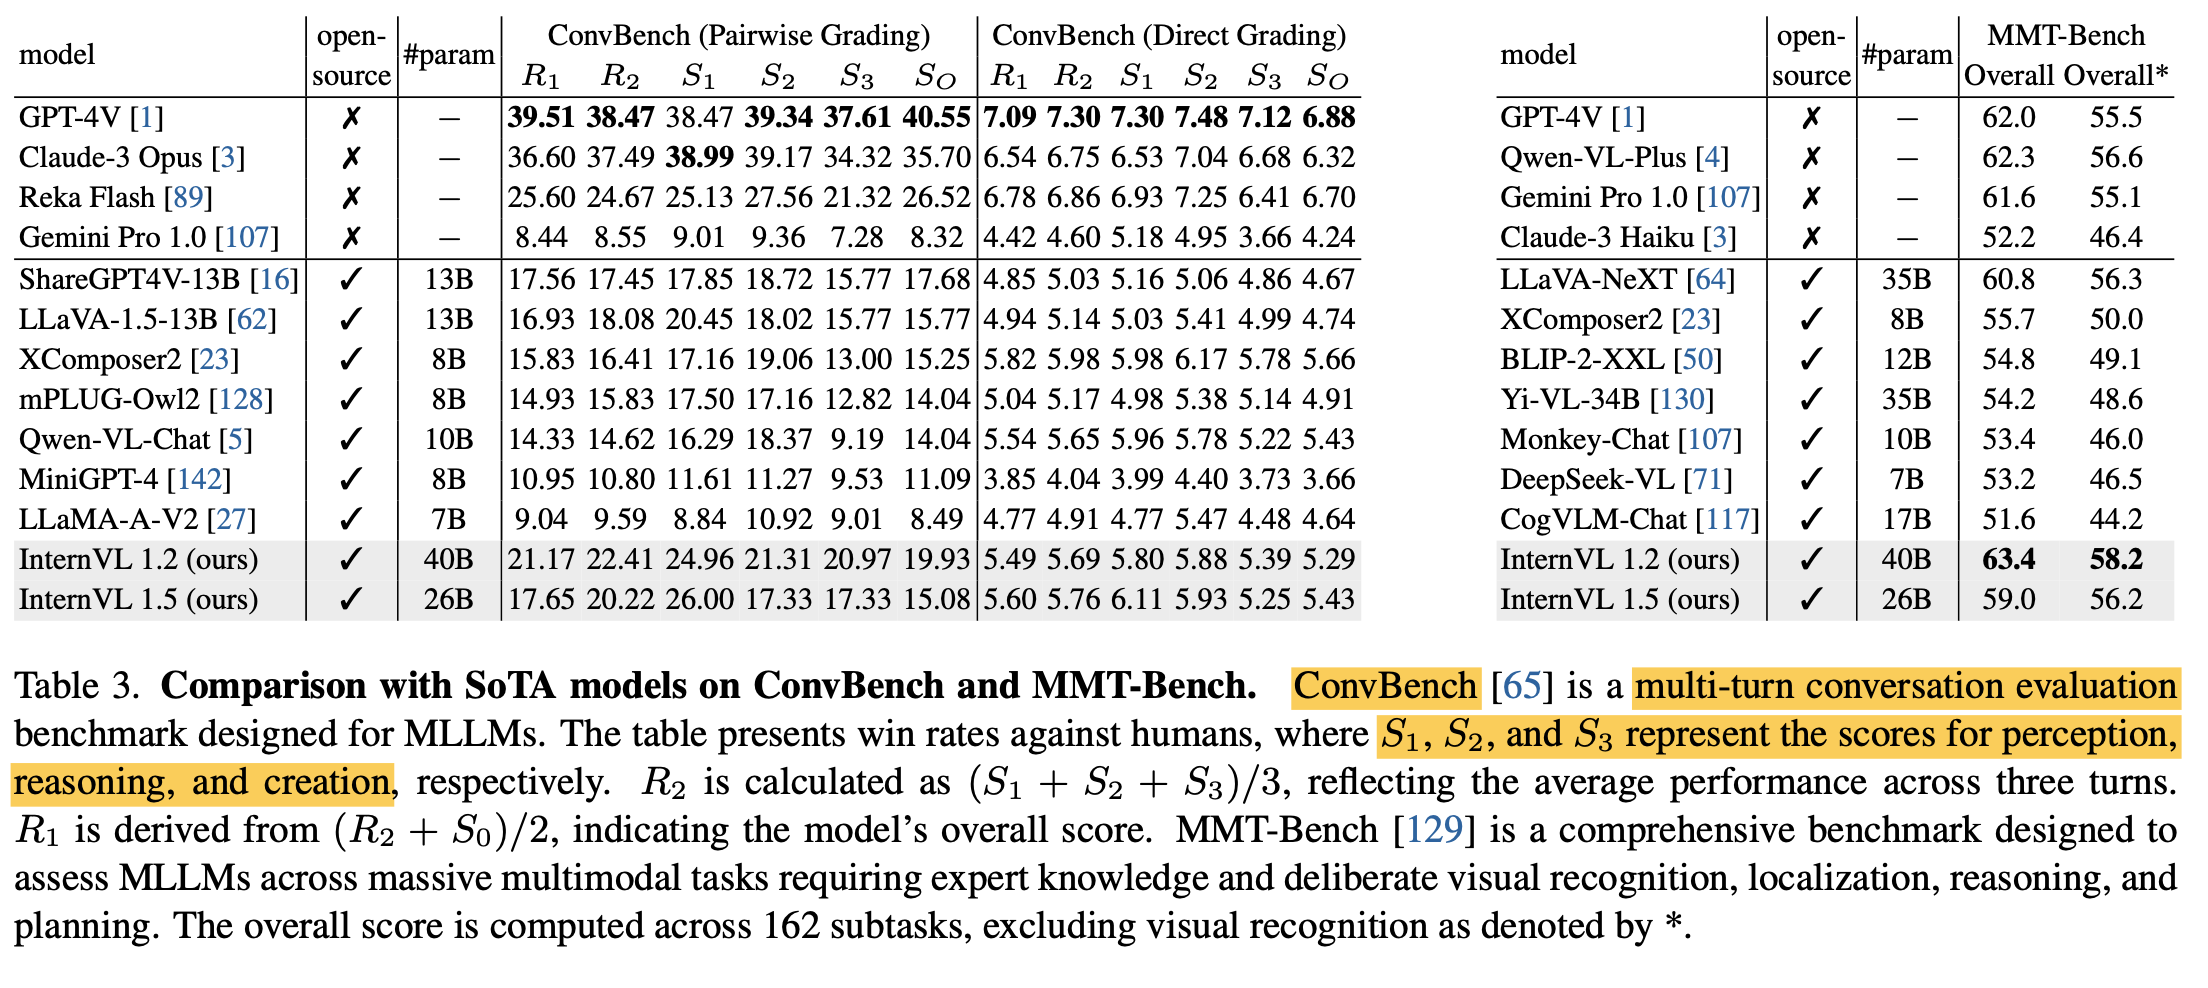 model open-source #param ConvBench (Pairwise Grading) ConvBench (Direct Grading)
R1 R2 S1 S2 S3 SO R1 R2 S1 S2 S3 SO
GPT-4V [1] ✗ – 39.51 38.47 38.47 39.34 37.61 40.55 7.09 7.30 7.30 7.48 7.12 6.88
Claude-3 Opus [3] ✗ – 36.60 37.49 38.99 39.17 34.32 35.70 6.54 6.75 6.53 7.04 6.68 6.32
Reka Flash [89] ✗ – 25.60 24.67 25.13 27.56 21.32 26.52 6.78 6.86 6.93 7.25 6.41 6.70
Gemini Pro 1.0 [107] ✗ – 8.44 8.55 9.01 9.36 7.28 8.32 4.42 4.60 5.18 4.95 3.66 4.24
ShareGPT4V-13B [16] ✓ 13B 17.56 17.45 17.85 18.72 15.77 17.68 4.85 5.03 5.16 5.06 4.86 4.67
LLaVA-1.5-13B [62] ✓ 13B 16.93 18.08 20.45 18.02 15.77 15.77 4.94 5.14 5.03 5.41 4.99 4.74
XComposer2 [23] ✓ 8B 15.83 16.41 17.16 19.06 13.00 15.25 5.82 5.98 5.98 6.17 5.78 5.66
mPLUG-Owl2 [128] ✓ 8B 14.93 15.83 17.50 17.16 12.82 14.04 5.04 5.17 4.98 5.38 5.14 4.91
Qwen-VL-Chat [5] ✓ 10B 14.33 14.62 16.29 18.37 9.19 14.04 5.54 5.65 5.96 5.78 5.22 5.43
MiniGPT-4 [142] ✓ 8B 10.95 10.80 11.61 11.27 9.53 11.09 3.85 4.04 3.99 4.40 3.73 3.66
LLaMA-A-V2 [27] ✓ 7B 9.04 9.59 8.84 10.92 9.01 8.49 4.77 4.91 4.77 5.47 4.48 4.64
InternVL 1.2 (ours) ✓ 40B 21.17 22.41 24.96 21.31 20.97 19.93 5.49 5.69 5.80 5.88 5.39 5.29
InternVL 1.5 (ours) ✓ 26B 17.65 20.22 26.00 17.33 17.33 15.08 5.60 5.76 6.11 5.93 5.25 5.43
model open-source #param MMT-Bench
Overall Overall*
GPT-4V [1] ✗ – 62.0 55.5
Qwen-VL-Plus [4] ✗ – 62.3 56.6
Gemini Pro 1.0 [107] ✗ – 61.6 55.1
Claude-3 Haiku [3] ✗ – 52.2 46.4
LLaVA-NeXT [64] ✓ 35B 60.8 56.3
XComposer2 [23] ✓ 8B 55.7 50.0
BLIP-2-XXL [50] ✓ 12B 54.8 49.1
Yi-VL-34B [130] ✓ 35B 54.2 48.6
Monkey-Chat [107] ✓ 10B 53.4 46.0
DeepSeek-VL [71] ✓ 7B 53.2 46.5
CogVLM-Chat [117] ✓ 17B 51.6 44.2
InternVL 1.2 (ours) ✓ 40B 63.4 58.2
InternVL 1.5 (ours) ✓ 26B 59.0 56.2
Table 3. Comparison with SoTA models on ConvBench and MMT-Bench. ConvBench [65] is a multi-turn conversation evaluation
benchmark designed for MLLMs. The table presents win rates against humans, where S1, S2, and S3 represent the scores for perception,
reasoning, and creation, respectively. R2 is calculated as (S1 + S2 + S3)/3, reflecting the average performance across three turns.
R1 is derived from (R2 + S0)/2, indicating the model's overall score. MMT-Bench [129] is a comprehensive benchmark designed to
assess MLLMs across massive multimodal tasks requiring expert knowledge and deliberate visual recognition, localization, reasoning, and
planning. The overall score is computed across 162 subtasks, excluding visual recognition as denoted by *.